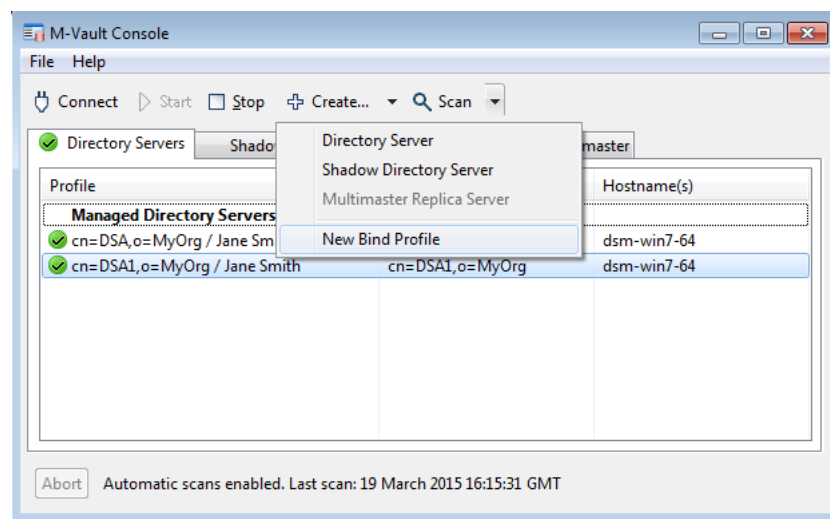 M-Vault Console
File Help
Connect Start Stop Create... Scan
Directory Servers Shado master
Directory Server
Shadow Directory Server
Multimaster Replica Server
New Bind Profile
Profile Hostname(s)
Managed Directory Servers
cn=DSA,o=MyOrg / Jane Sm dsm-win7-64
cn=DSA1,o=MyOrg / Jane Smith cn=DSA1,o=MyOrg dsm-win7-64
Abort Automatic scans enabled. Last scan: 19 March 2015 16:15:31 GMT